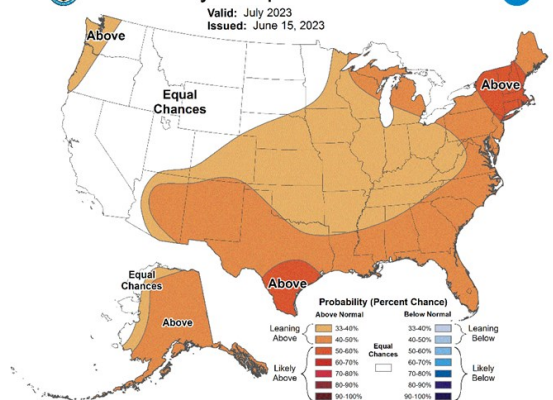 Valid: July 2023
Issued: June 15, 2023
Above
Equal
Chances
Above
Above
Equal
Chances
Above
Probability (Percent Chance)
Above Normal
Below Normal
Leaning
Above
33-40%
40-50%
Likely
Above
50-60%
60-70%
70-80%
80-90%
90-100%
Equal
Chances
33-40%
40-50%
Leaning
Below
50-60%
60-70%
70-80%
80-90%
90-100%
Likely
Below